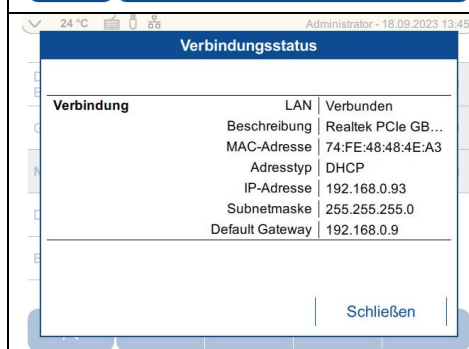 24 °C
Administrator - 18.09.2023 13:45
Verbindungsstatus
Verbindung
LAN Verbunden
Beschreibung Realtek PCIe GB...
MAC-Adresse 74:FE:48:48:4E:A3
Adresstyp DHCP
IP-Adresse 192.168.0.93
Subnetmaske 255.255.255.0
Default Gateway 192.168.0.9
Schließen